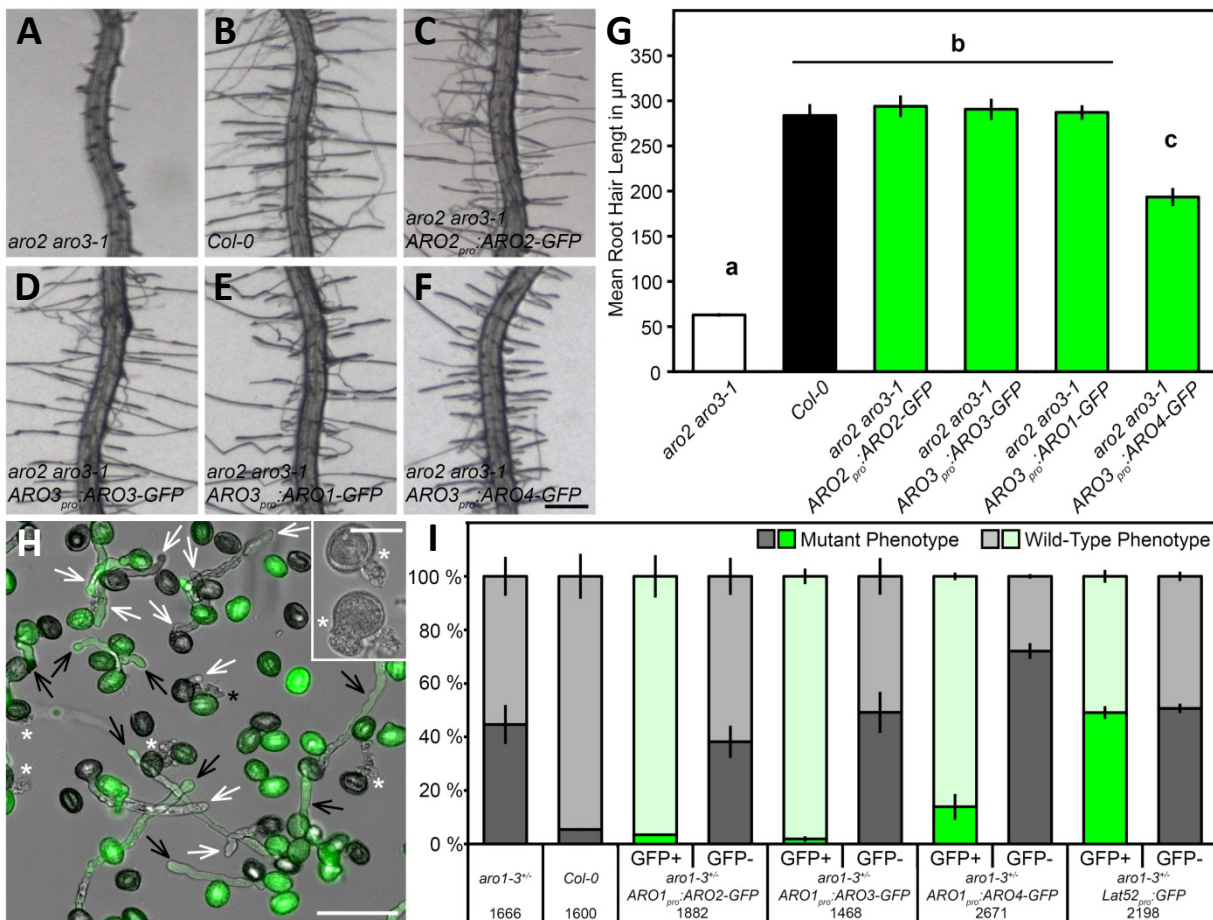 A
aro2 aro3-1
B
Col-0
C
aro2 aro3-1
ARO2pro:ARO2-GFP
D
aro2 aro3-1
ARO3pro:ARO3-GFP
E
aro2 aro3-1
ARO3pro:ARO1-GFP
F
aro2 aro3-1
ARO3pro:ARO4-GFP
G
Mean Root Hair Lengt in µm
350
300
250
200
150
100
50
0
a
b
c
aro2 aro3-1
Col-0
aro2 aro3-1
ARO2pro:ARO2-GFP
aro2 aro3-1
ARO3pro:ARO3-GFP
aro2 aro3-1
ARO3pro:ARO1-GFP
aro2 aro3-1
ARO3pro:ARO4-GFP
H
*
*
*
*
*
*
*
I
Mutant Phenotype Wild-Type Phenotype
100 %
80 %
60 %
40 %
20 %
0 %
GFP+ GFP- GFP+ GFP- GFP+ GFP- GFP+ GFP-
aro1-3+/- Col-0 aro1-3+/- aro1-3+/- aro1-3+/- aro1-3+/-
ARO1pro:ARO2-GFP ARO1pro:ARO3-GFP ARO1pro:ARO4-GFP Lat52pro:GFP
1666 1600 1882 1468 2671 2198